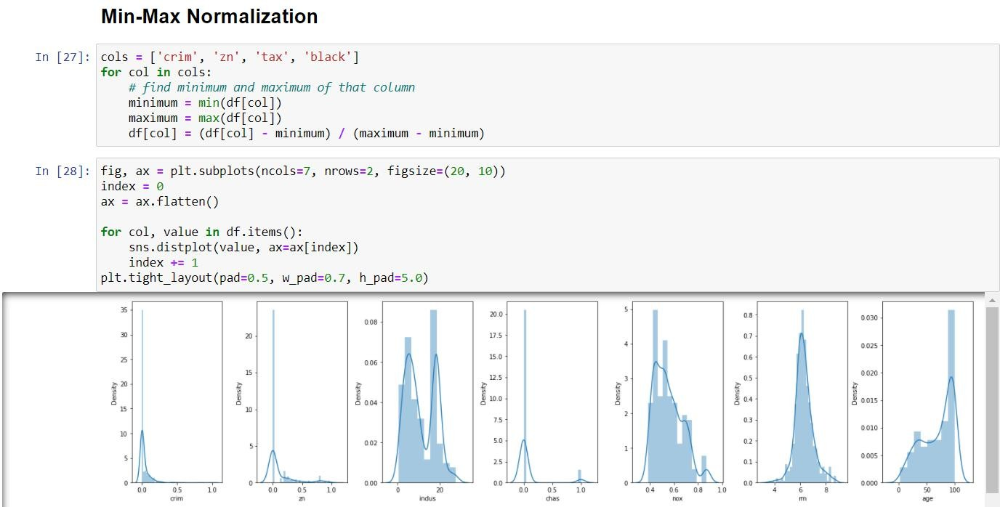 Min-Max Normalization
In [27]: cols = ['crim', 'zn', 'tax', 'black']
for col in cols:
    # find minimum and maximum of that column
    minimum = min(df[col])
    maximum = max(df[col])
    df[col] = (df[col] - minimum) / (maximum - minimum)
In [28]: fig, ax = plt.subplots(ncols=7, nrows=2, figsize=(20, 10))
index = 0
ax = ax.flatten()
for col, value in df.items():
    sns.distplot(value, ax=ax[index])
    index += 1
plt.tight_layout(pad=0.5, w_pad=0.7, h_pad=5.0)
35
30
25
20
15
10
5
0
Density
0.0 0.5 1.0
crim
20
15
10
5
0
Density
0.0 0.5 1.0
zn
0.08
0.06
0.04
0.02
0.00
Density
0 20
indus
20.0
17.5
15.0
12.5
10.0
7.5
5.0
2.5
0.0
Density
0.0 0.5 1.0
chas
5
4
3
2
1
0
Density
0.4 0.6 0.8 1.0
nox
0.8
0.7
0.6
0.5
0.4
0.3
0.2
0.1
0.0
Density
4 6 8
rm
0.030
0.025
0.020
0.015
0.010
0.005
0.000
Density
0 50 100
age